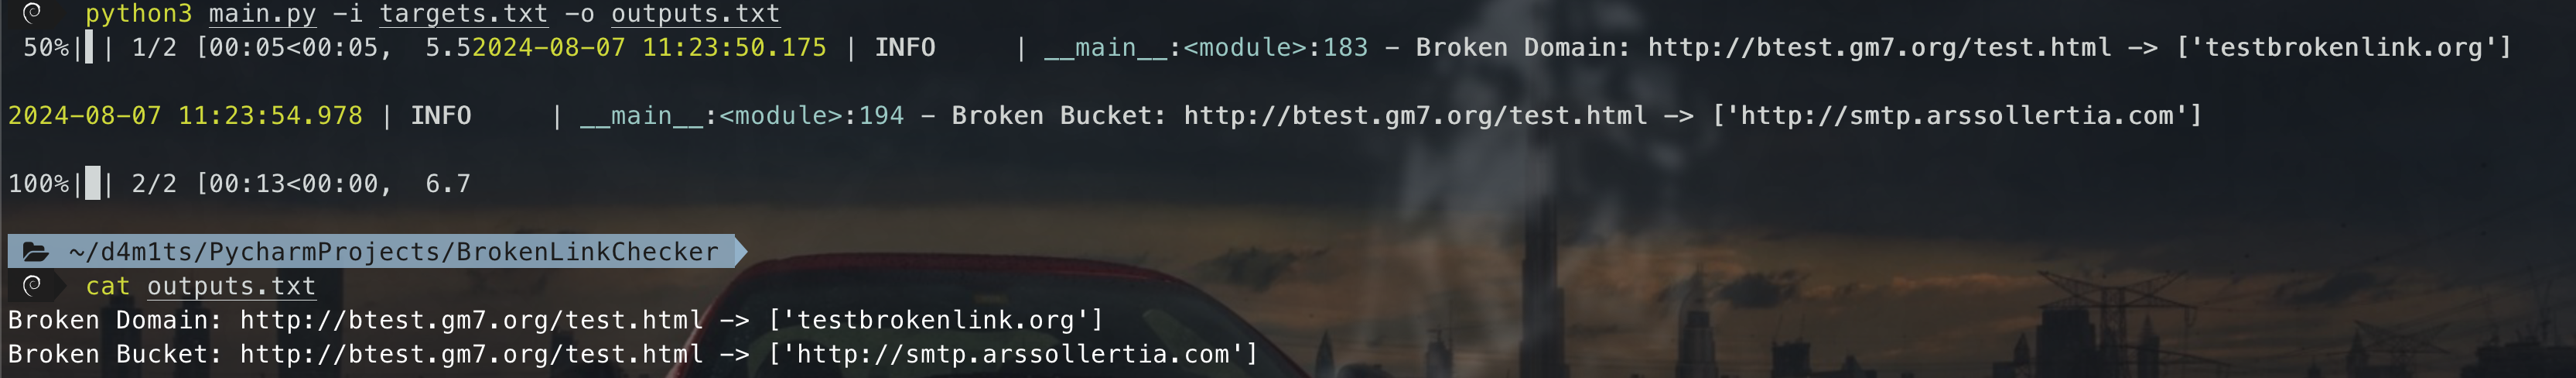 python3 main.py -i targets.txt -o outputs.txt
50%|█| 1/2 [00:05<00:05,  5.52024-08-07 11:23:50.175 | INFO     | __main__:<module>:183 - Broken Domain: http://btest.gm7.org/test.html -> ['testbrokenlink.org']
2024-08-07 11:23:54.978 | INFO     | __main__:<module>:194 - Broken Bucket: http://btest.gm7.org/test.html -> ['http://smtp.arssollertia.com']
100%|█| 2/2 [00:13<00:00,  6.7
~/d4m1ts/PycharmProjects/BrokenLinkChecker
cat outputs.txt
Broken Domain: http://btest.gm7.org/test.html -> ['testbrokenlink.org']
Broken Bucket: http://btest.gm7.org/test.html -> ['http://smtp.arssollertia.com']